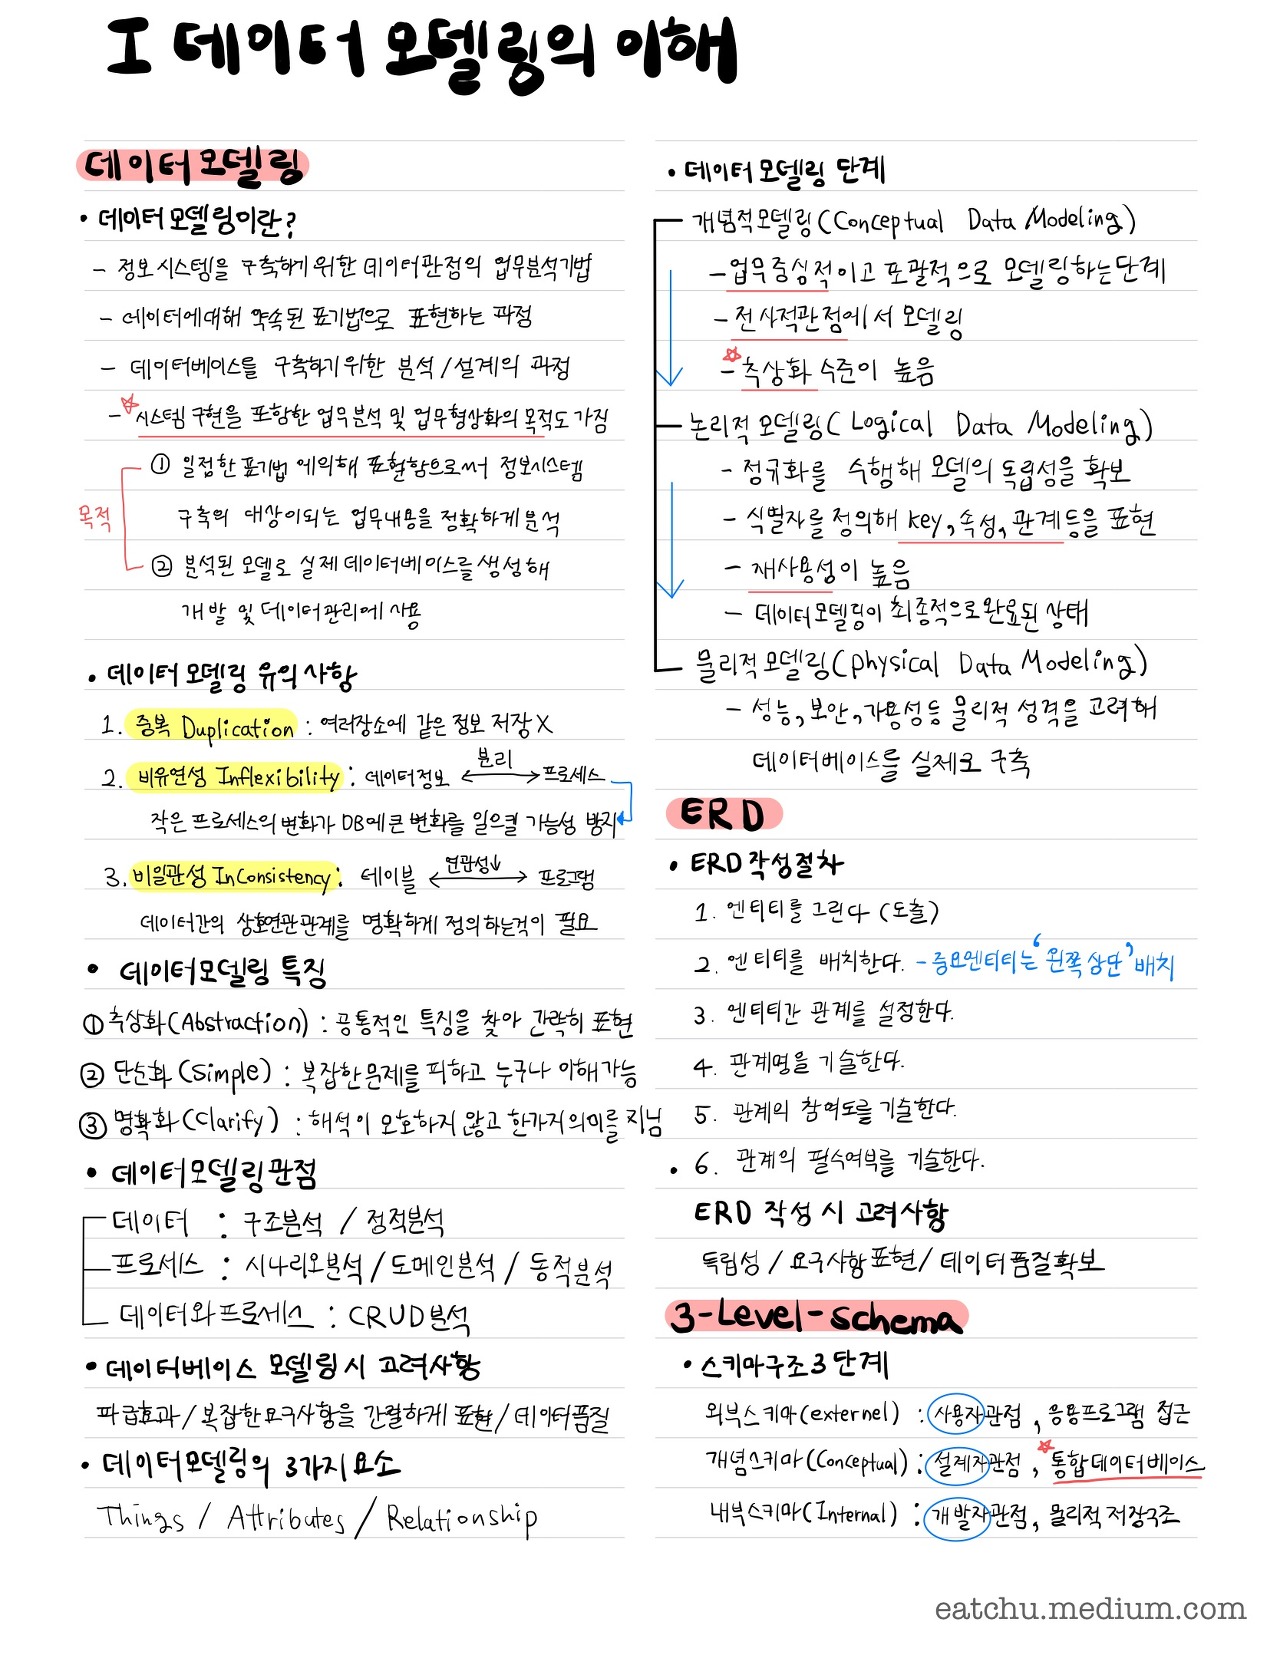 I 데이터 모델링의 이해
데이터 모델링
• 데이터 모델링이란?
- 정보시스템을 구축하기 위한 데이터관점의 업무분석기법
- 데이터에 대해 약속된 표기법으로 표현하는 과정
- 데이터베이스를 구축하기 위한 분석/설계의 과정
- ☆시스템 구현을 포함한 업무분석 및 업무형상화의 목적도 가짐
목적
① 일정한 표기법에 의해 표현함으로써 정보시스템
구축의 대상이 되는 업무내용을 정확하게 분석
② 분석된 모델로 실제 데이터베이스를 생성해
개발 및 데이터관리에 사용
• 데이터 모델링 유의 사항
1. 중복 Duplication : 여러장소에 같은 정보 저장 X
2. 비유연성 Inflexibility : 데이터정보 ⟷ 프로세스
분리
작은 프로세스의 변화가 DB에 큰 변화를 일으킬 가능성 방지
3. 비일관성 InConsistency : 테이블 ⟷ 프로그램
연관성↓
데이터간의 상호연관관계를 명확하게 정의하는것이 필요
• 데이터모델링 특징
① 추상화(Abstraction) : 공통적인 특징을 찾아 간략히 표현
② 단순화(Simple) : 복잡한 문제를 피하고 누구나 이해가능
③ 명확화(Clarify) : 해석이 모호하지 않고 한가지 의미를 지님
• 데이터모델링 관점
데이터 : 구조분석 / 정적분석
프로세스 : 시나리오분석 / 도메인분석 / 동적분석
데이터와 프로세스 : CRUD분석
• 데이터베이스 모델링 시 고려사항
파급효과/복잡한요구사항을 간결하게 표현/데이터품질
• 데이터모델링의 3가지 요소
Things / Attributes / Relationship
• 데이터 모델링 단계
개념적모델링(Conceptual Data Modeling)
- 업무중심적이고 포괄적으로 모델링하는 단계
- 전사적관점에서 모델링
☆- 추상화 수준이 높음
논리적 모델링(Logical Data Modeling)
- 정규화를 수행해 모델의 독립성을 확보
- 식별자를 정의해 key, 속성, 관계 등을 표현
- 재사용성이 높음
- 데이터모델링이 최종적으로 완료된 상태
물리적 모델링(physical Data Modeling)
- 성능, 보안, 가용성등 물리적 성격을 고려해
데이터베이스를 실제로 구축
ERD
• ERD 작성절차
1. 엔티티를 그린다 (도출)
2. 엔티티를 배치한다. - 중요엔티티는 '왼쪽 상단' 배치
3. 엔티티간 관계를 설정한다.
4. 관계명을 기술한다.
5. 관계의 참여도를 기술한다.
• 6. 관계의 필수여부를 기술한다.
ERD 작성 시 고려사항
독립성 / 요구사항 표현/ 데이터품질확보
3-Level-Schema
• 스키마구조 3단계
외부스키마(externel) : 사용자관점, 응용프로그램 접근
개념스키마(Conceptual) : 설계자관점, ☆통합데이터베이스
내부스키마(Internal) : 개발자관점, 물리적 저장구조
eatchu.medium.com